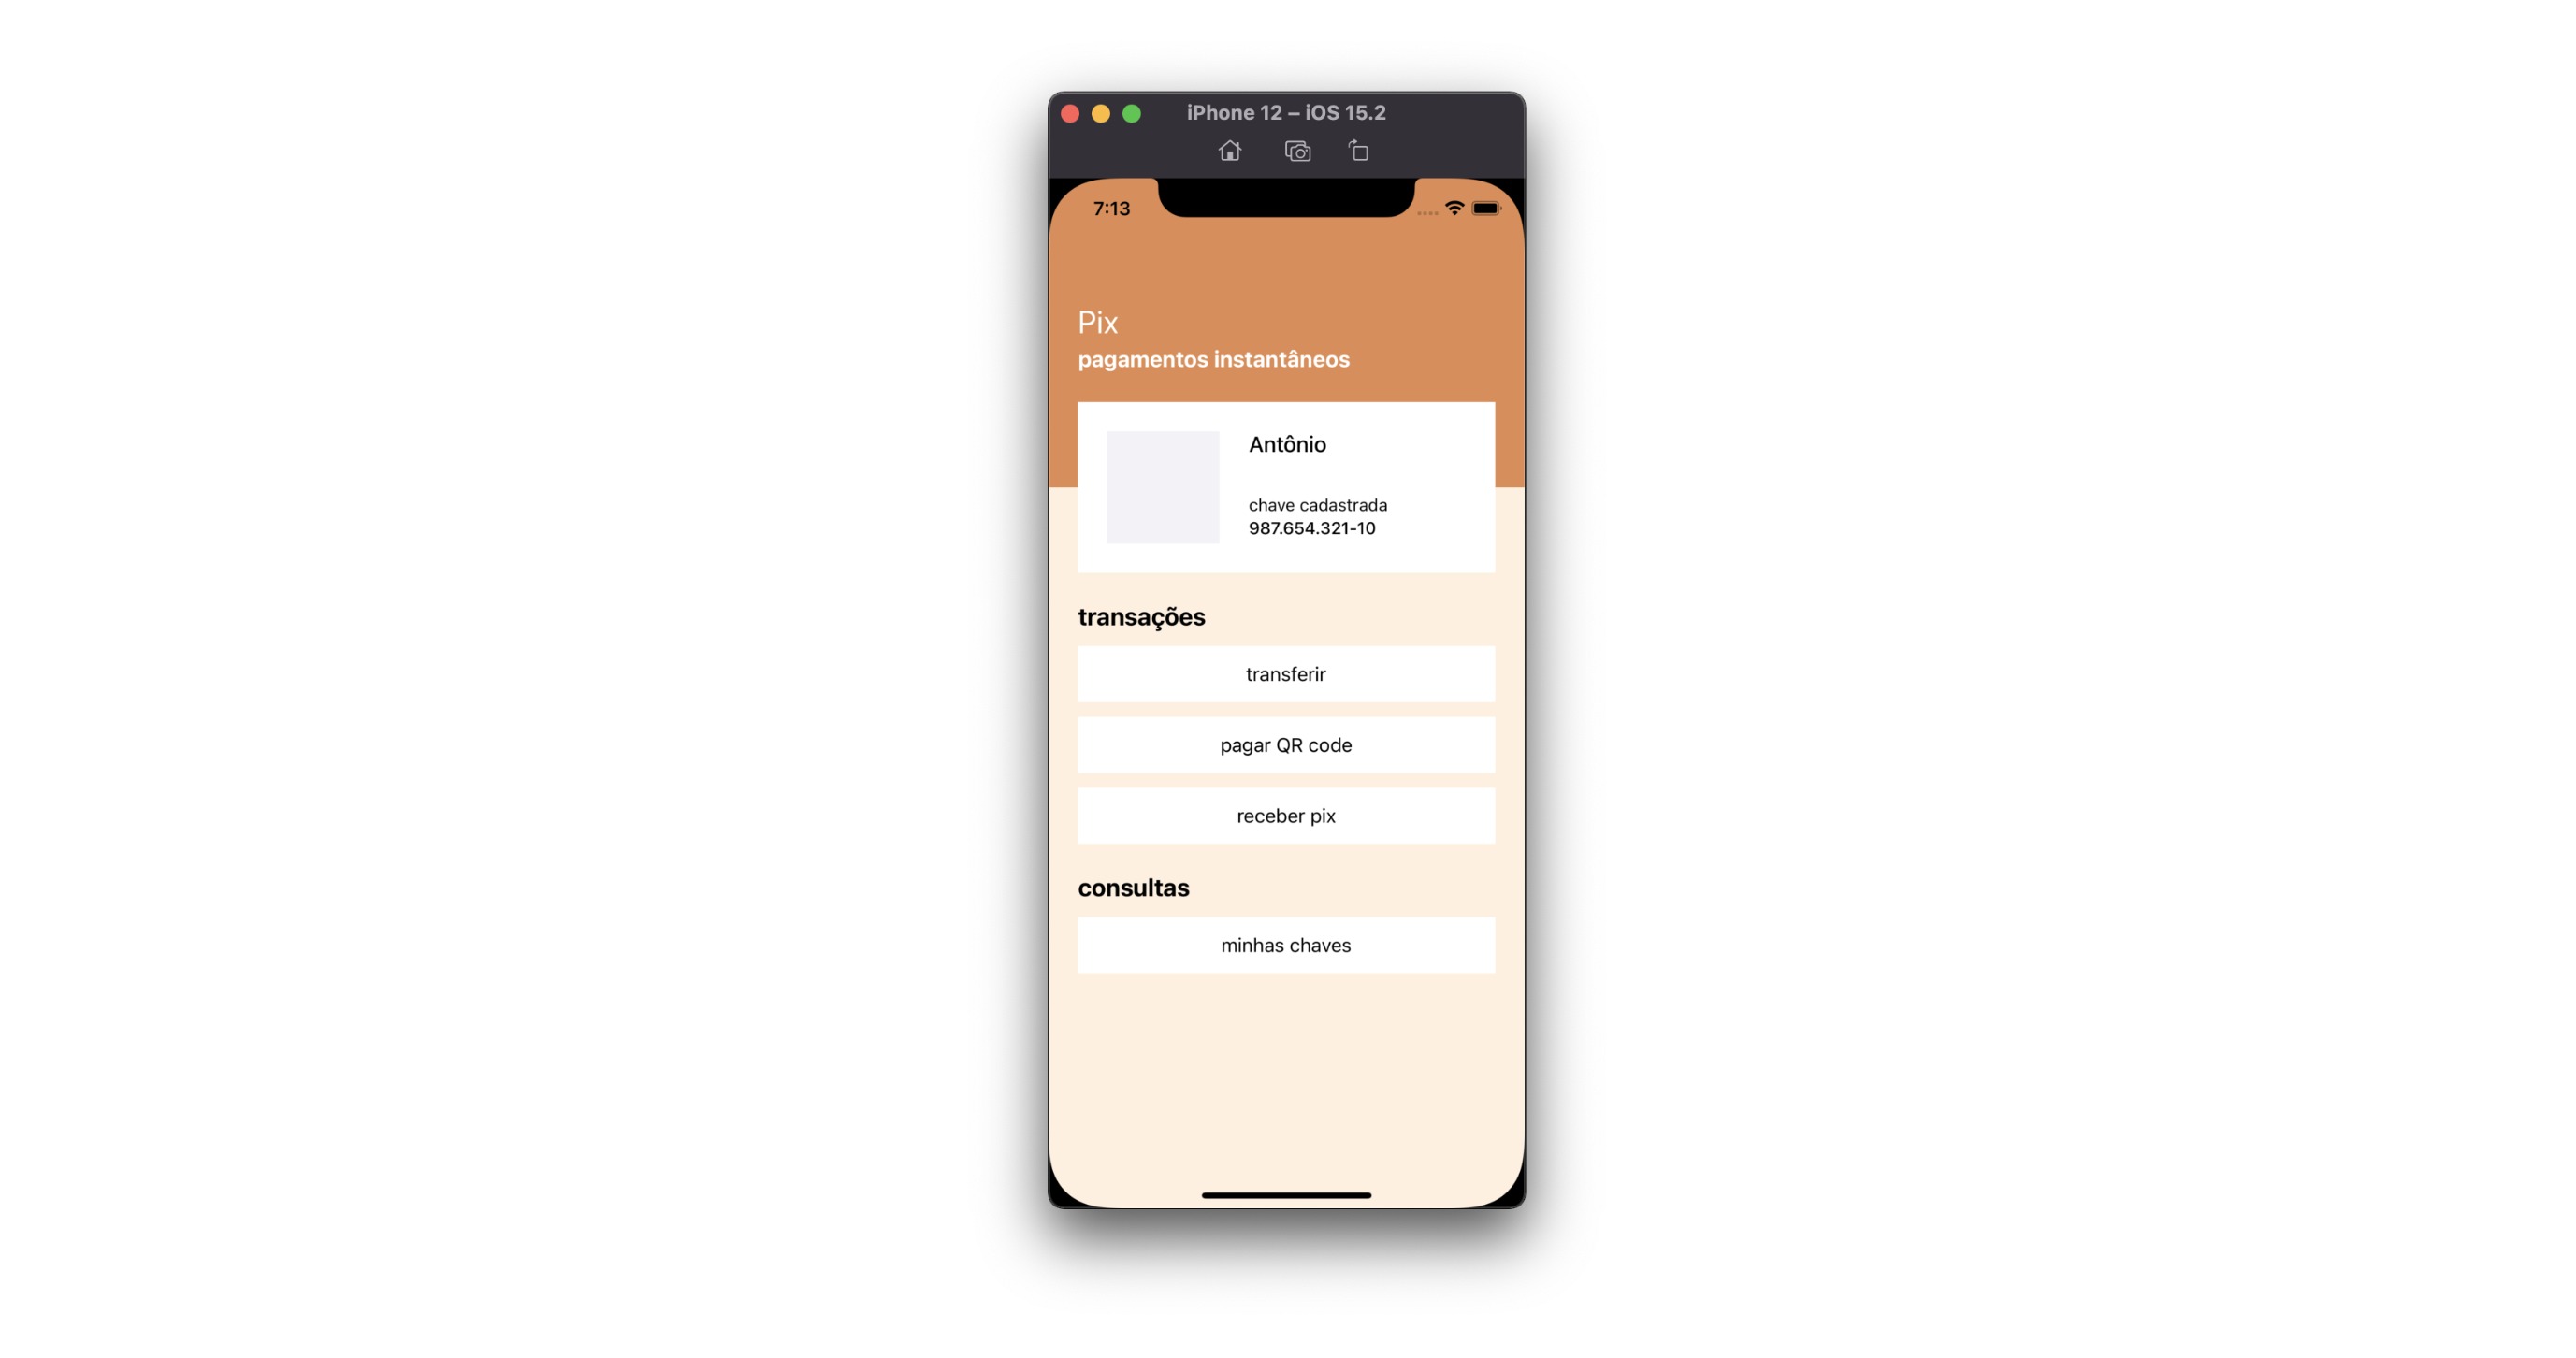 iPhone 12 – iOS 15.2
7:13
Pix
pagamentos instantâneos
Antônio
chave cadastrada
987.654.321-10
transações
transferir
pagar QR code
receber pix
consultas
minhas chaves